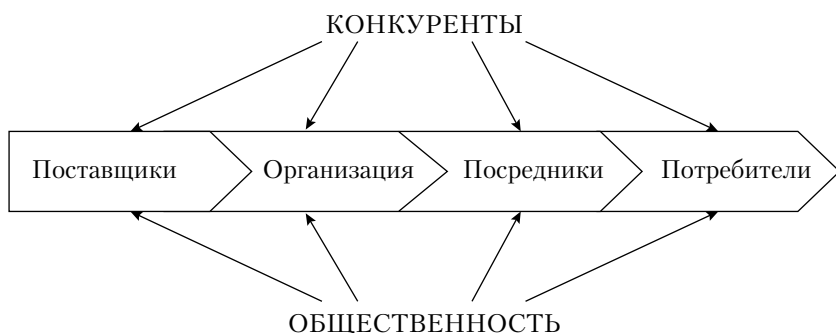 КОНКУРЕНТЫ
Поставщики Организация Посредники Потребители
ОБЩЕСТВЕННОСТЬ